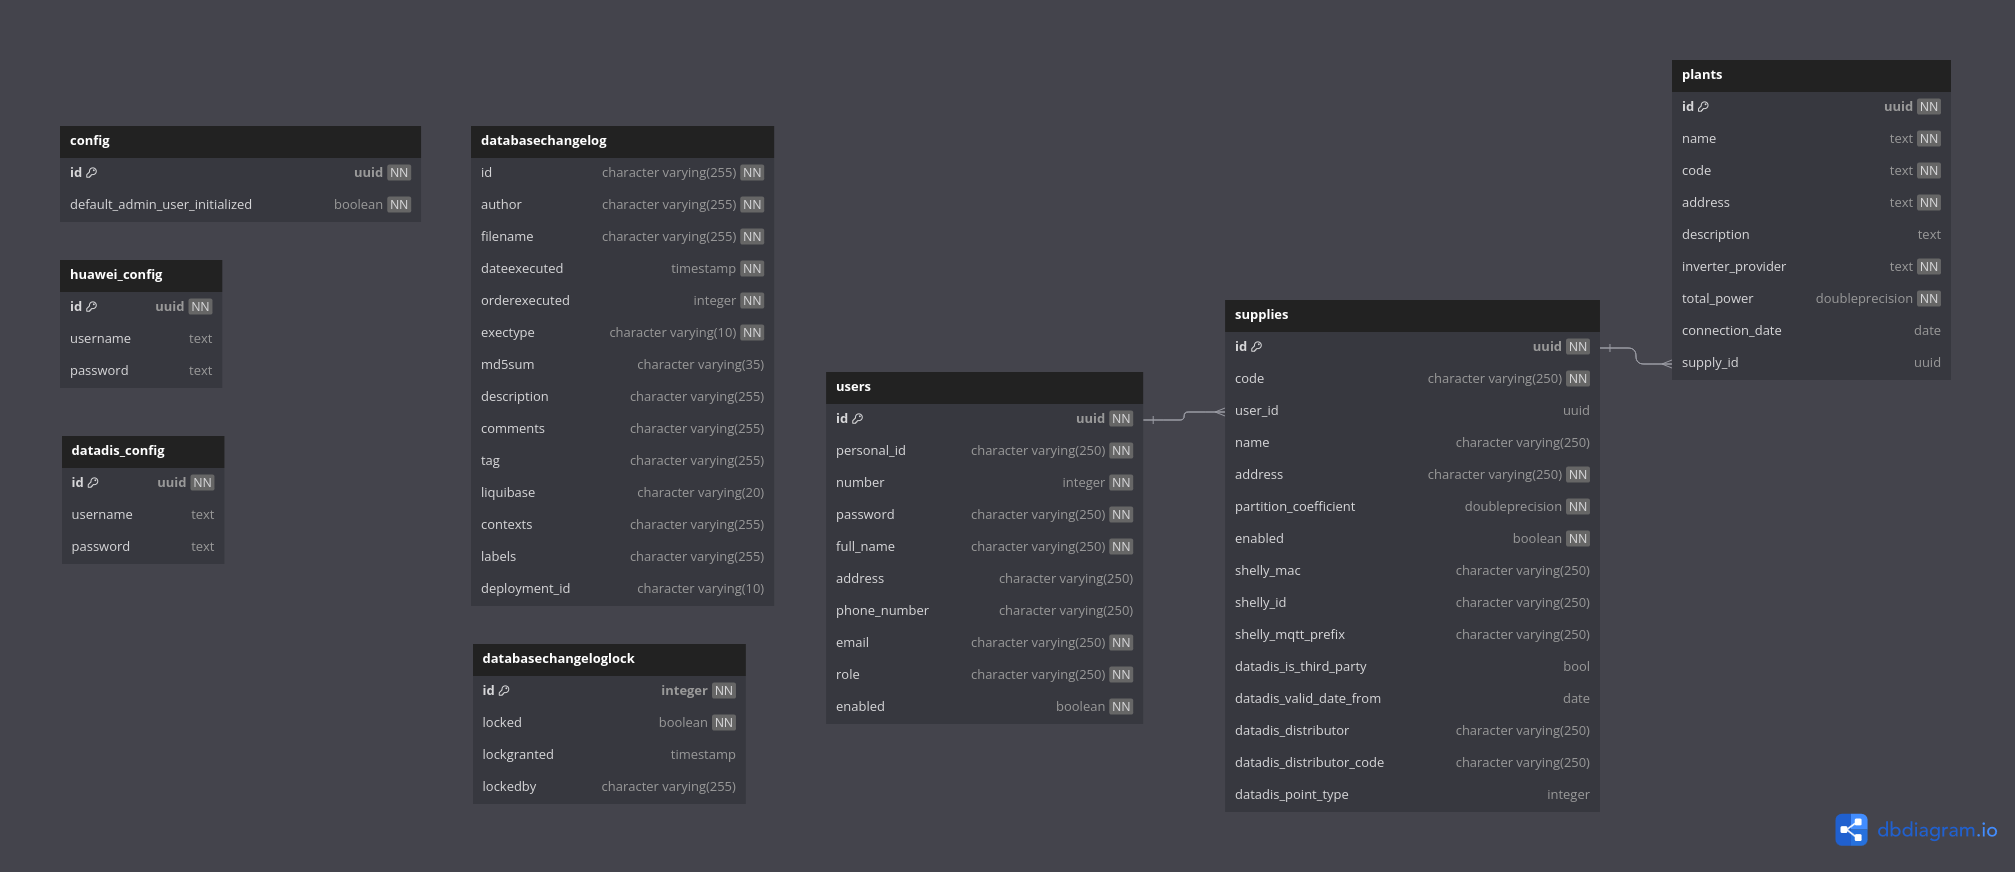 config
id uuid NN
default_admin_user_initialized boolean NN
huawei_config
id uuid NN
username text
password text
datadis_config
id uuid NN
username text
password text
databasechangelog
id character varying(255) NN
author character varying(255) NN
filename character varying(255) NN
dateexecuted timestamp NN
orderexecuted integer NN
exectype character varying(10) NN
md5sum character varying(35)
description character varying(255)
comments character varying(255)
tag character varying(255)
liquibase character varying(20)
contexts character varying(255)
labels character varying(255)
deployment_id character varying(10)
databasechangeloglock
id integer NN
locked boolean NN
lockgranted timestamp
lockedby character varying(255)
users
id uuid NN
personal_id character varying(250) NN
number integer NN
password character varying(250) NN
full_name character varying(250) NN
address character varying(250)
phone_number character varying(250)
email character varying(250) NN
role character varying(250) NN
enabled boolean NN
supplies
id uuid NN
code character varying(250) NN
user_id uuid
name character varying(250)
address character varying(250) NN
partition_coefficient doubleprecision NN
enabled boolean NN
shelly_mac character varying(250)
shelly_id character varying(250)
shelly_mqtt_prefix character varying(250)
datadis_is_third_party bool
datadis_valid_date_from date
datadis_distributor character varying(250)
datadis_distributor_code character varying(250)
datadis_point_type integer
plants
id uuid NN
name text NN
code text NN
address text NN
description text
inverter_provider text NN
total_power doubleprecision NN
connection_date date
supply_id uuid
dbdiagram.io